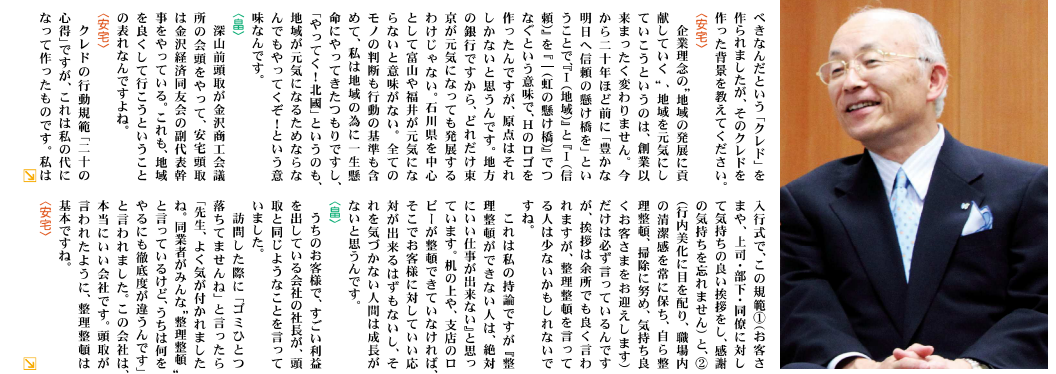 べきなんだという「クレド」を
作られましたが、そのクレドを
作った背景を教えてください。
〈安宅〉
　企業理念の〝地域の発展に貢
献していく〟、地域を元気にし
ていこうというのは、創業以
来まったく変わりません。今
から二十年ほど前に『豊かな
明日へ信頼の懸け橋を』とい
うことで『I(地域)』と『I(信
頼)』を『一(虹の懸け橋)』でつ
なぐという意味で、Hのロゴを
作ったんですが、原点はそれ
しかないと思うんです。地方
の銀行ですから、どれだけ東
京が元気になっても発展する
わけじゃない。石川県を中心
として富山や福井が元気にな
らないと意味がない。全ての
モノの判断も行動の基準も含
めて、私は地域の為に一生懸
命にやってきたつもりですし、
「やってく！北國」というのも、
地域が元気になるためならな
んでもやってくぞ！という意
味なんです。
〈畠〉
　深山前頭取が金沢商工会議
所の会頭をやって、安宅頭取
は金沢経済同友会の副代表幹
事をやっている。これも、地域
を良くして行こうということ
の表れなんですよね。
〈安宅〉
　クレドの行動規範「二十の
心得」ですが、これは私の代に
なって作ったものです。私は
入行式で、この規範①(お客さ
まや、上司・部下・同僚に対し
て気持ちの良い挨拶をし、感謝
の気持ちを忘れません)と、②
(行内美化に目を配り、職場内
の清潔感を常に保ち、自ら整
理整頓、掃除に努め、気持ち良
くお客さまをお迎えします)
だけは必ず言っているんです
が、挨拶は余所でも良く言わ
れますが、整理整頓を言って
る人は少ないかもしれないで
すね。
　これは私の持論ですが『整
理整頓ができない人は、絶対
にいい仕事が出来ない』と思っ
ています。机の上や、支店のロ
ビーが整頓できていなければ、
そこでお客様に対していい応
対が出来るはずもないし、そ
れを気づかない人間は成長が
ないと思うんです。
〈畠〉
　うちのお客様で、すごい利益
を出している会社の社長が、頭
取と同じようなことを言って
いました。
　訪問した際に「ゴミひとつ
落ちてませんね」と言ったら
「先生、よく気が付かれました
ね。同業者がみんな〝整理整頓〟
と言っているけど、うちは何を
やるにも徹底度が違うんです」
と言われました。この会社は、
本当にいい会社です。頭取が
言われたように、整理整頓は
基本ですね。
〈安宅〉